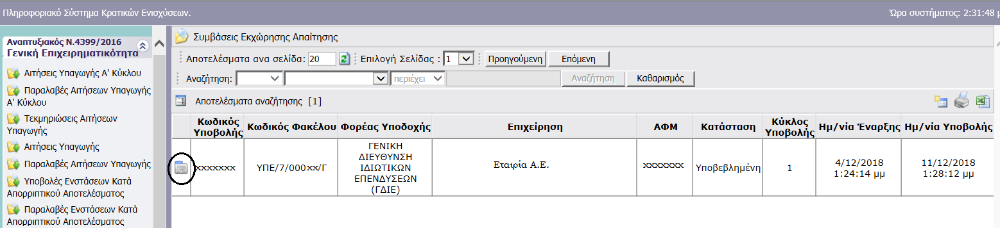 Πληροφοριακό Σύστημα Κρατικών Ενισχύσεων.
Ώρα συστήματος: 2:31:48 μ
Αναπτυξιακός Ν.4399/2016
Γενική Επιχειρηματικότητα
Αιτήσεις Υπαγωγής Α' Κύκλου
Παραλαβές Αιτήσεων Υπαγωγής
Α' Κύκλου
Τεκμηριώσεις Αιτήσεων
Υπαγωγής
Αιτήσεις Υπαγωγής
Παραλαβές Αιτήσεων Υπαγωγής
Υποβολές Ενστάσεων Κατά
Απορριπτικού Αποτελέσματος
Παραλαβές Ενστάσεων Κατά
Απορριπτικού Αποτελέσματος
Συμβάσεις Εκχώρησης Απαίτησης
Αποτελέσματα ανα σελίδα: 20 Επιλογή Σελίδας : 1 Προηγούμενη Επόμενη
Αναζήτηση: περιέχει Αναζήτηση Καθαρισμός
Αποτελέσματα αναζήτησης [1]
Κωδικός
Υποβολής
Κωδικός Φακέλου
Φορέας Υποδοχής
Επιχείρηση
ΑΦΜ
Κατάσταση
Κύκλος
Υποβολής
Ημ/νία Έναρξης
Ημ/νία Υποβολής
xxxxxxx
ΥΠΕ/7/000xx/Γ
ΓΕΝΙΚΗ
ΔΙΕΥΘΥΝΣΗ
ΙΔΙΩΤΙΚΩΝ
ΕΠΕΝΔΥΣΕΩΝ
(ΓΔΙΕ)
Εταιρία Α.Ε.
xxxxxxx
Υποβεβλημένη
1
4/12/2018
1:24:14 μμ
11/12/2018
1:28:12 μμ